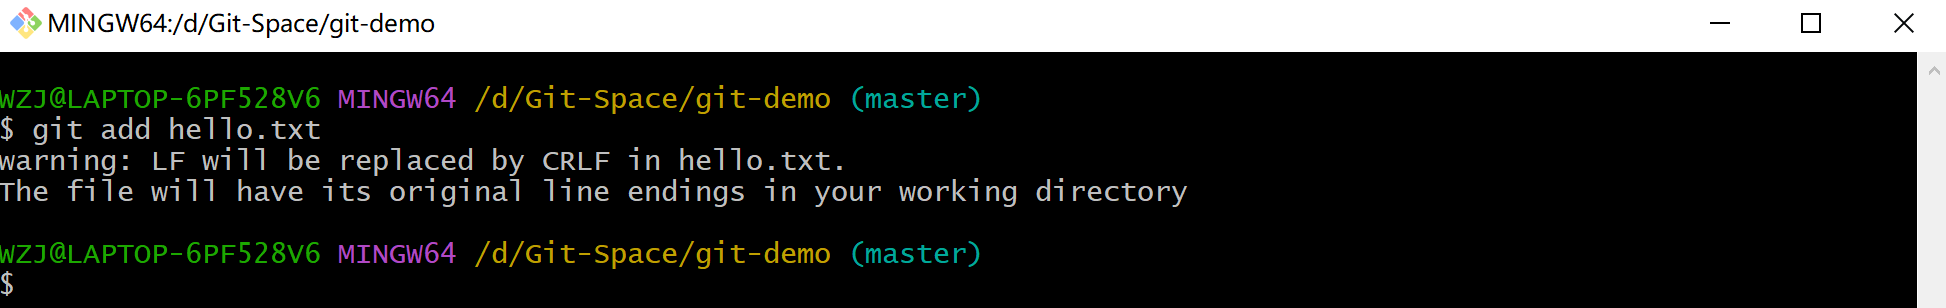 MINGW64:/d/Git-Space/git-demo
WZJ@LAPTOP-6PF528V6 MINGW64 /d/Git-Space/git-demo (master)
$ git add hello.txt
warning: LF will be replaced by CRLF in hello.txt.
The file will have its original line endings in your working directory
WZJ@LAPTOP-6PF528V6 MINGW64 /d/Git-Space/git-demo (master)
$